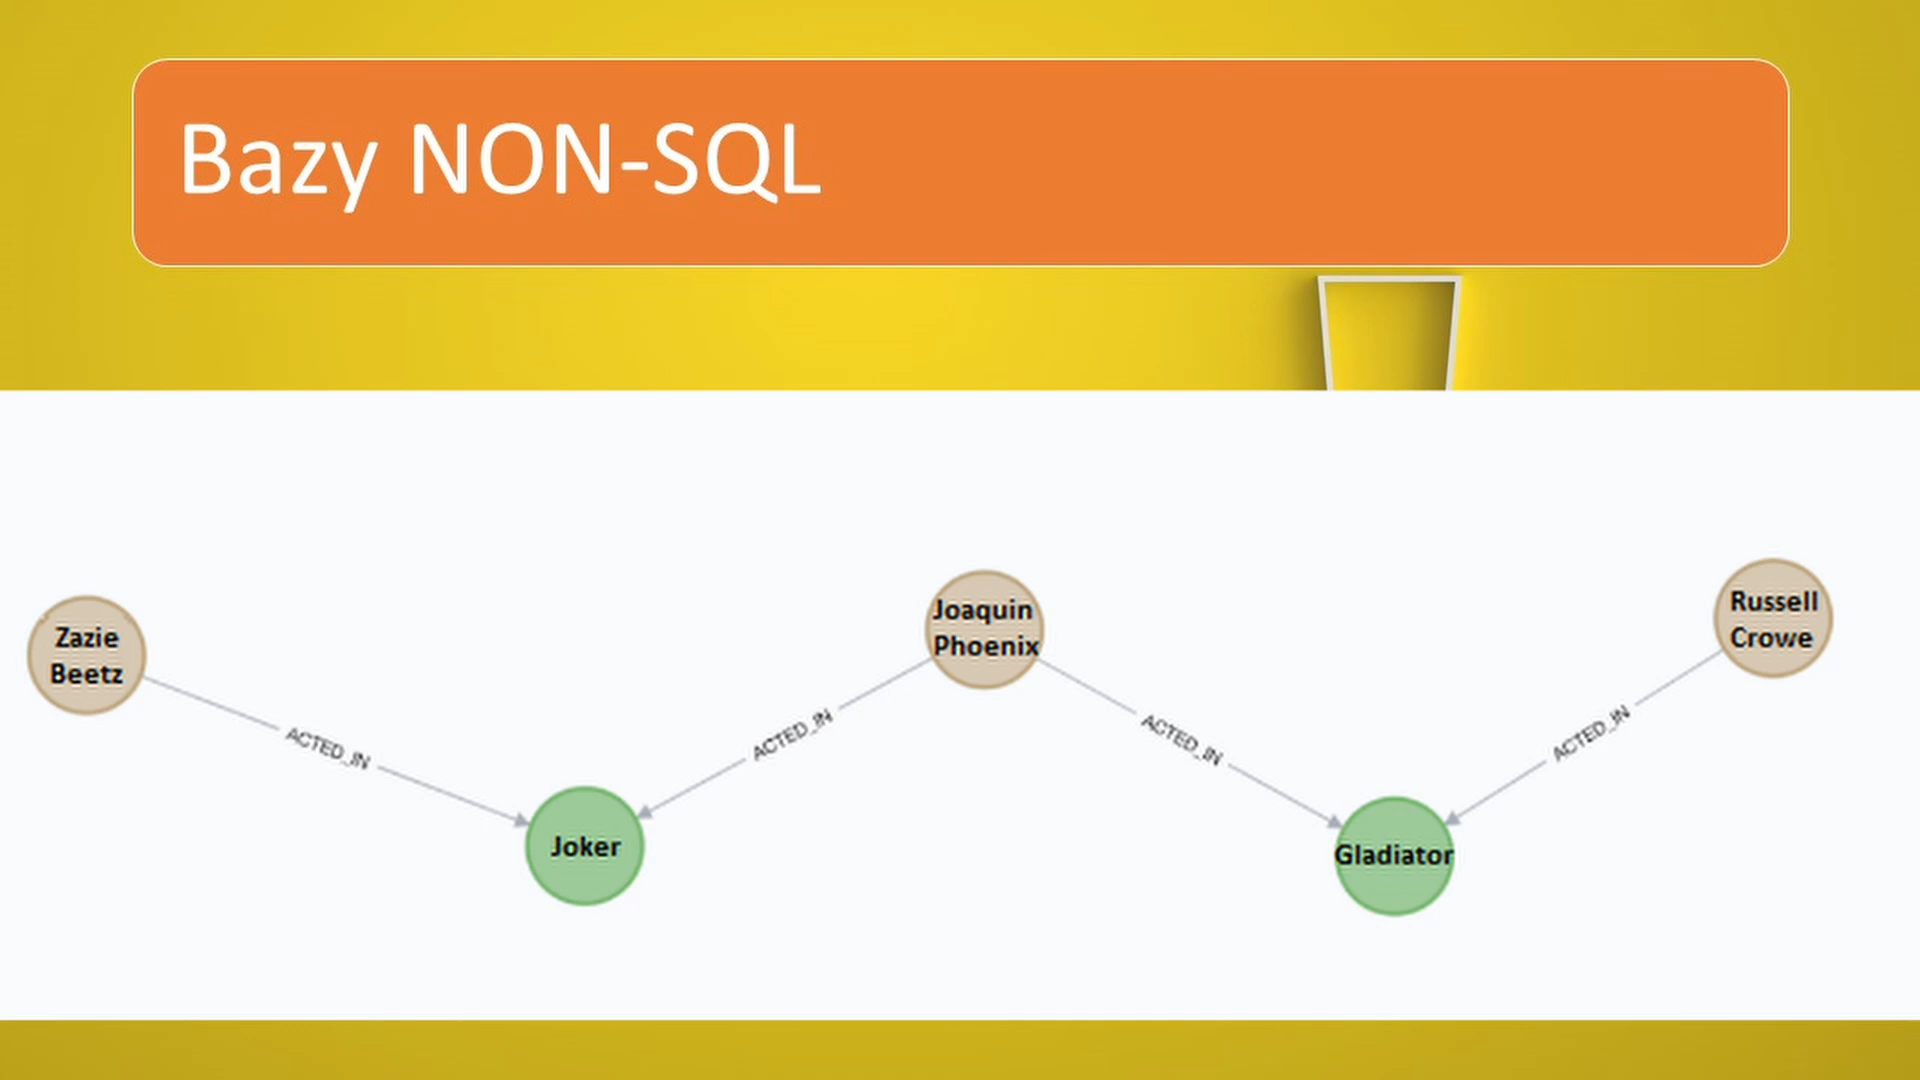 Bazy NON-SQL
Zazie
Beetz
Joaquin
Phoenix
Russell
Crowe
ACTED_IN
ACTED_IN
ACTED_IN
ACTED_IN
Joker
Gladiator